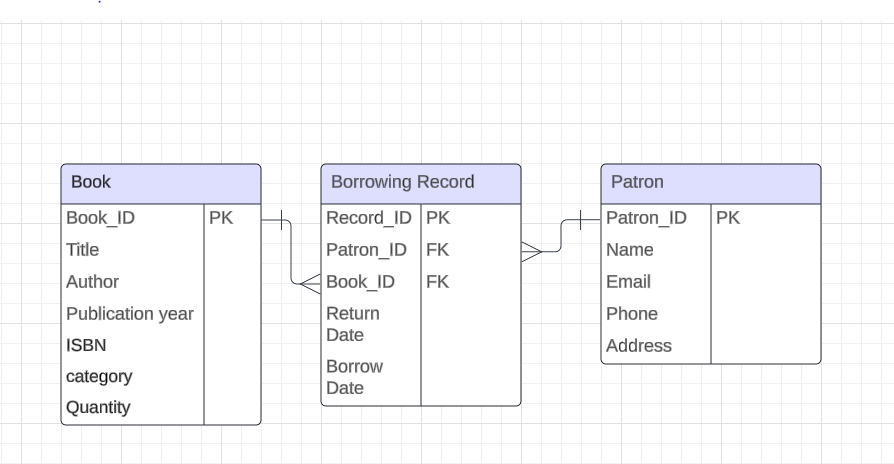 Book
Book_ID PK
Title
Author
Publication year
ISBN
category
Quantity
Borrowing Record
Record_ID PK
Patron_ID FK
Book_ID FK
Return
Date
Borrow
Date
Patron
Patron_ID PK
Name
Email
Phone
Address